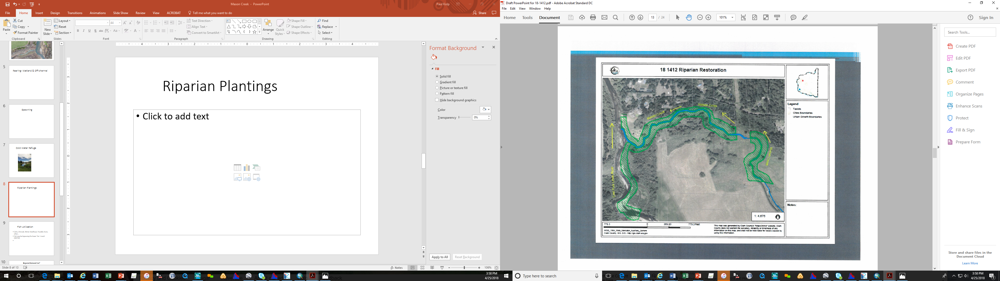 Mason Creek - PowerPoint
Paul Kolp
File Home Insert Design Transitions Animations Slide Show Review View ACROBAT Tell me what you want to do
Share
Paste
Cut
Copy
Format Painter
Clipboard
New
Slide
Layout
Reset
Section
Slides
44
Font
Text Direction
Align Text
Convert to SmartArt
Paragraph
Arrange
Quick
Styles
Shape Fill
Shape Outline
Shape Effects
Drawing
Find
Replace
Select
Editing
5
Rearing- Wetland & Off-channel
6
Spawning
7
Cold Water Refuge
8
Riparian Plantings
9
Fish Utilization
10
Riparian Plantings
• Click to add text
Format Background
Fill
Solid fill
Gradient fill
Picture or texture fill
Pattern fill
Hide background graphics
Color
Transparency
0%
Apply to All
Reset Background
Slide 8 of 13
Notes
106%
3:58 PM
4/25/2018
Draft PowerPoint for 18-1412.pdf - Adobe Acrobat Standard DC
File Edit View Window Help
Home Tools Document
13 / 24
101%
Sign In
18 1412 Riparian Restoration
Mason Creek
Mason Creek
Mason Creek
East Fork Lewis River
Legend
Taxlots
Cities Boundaries
Urban Growth Boundaries
Notes:
1: 4,676
779.3
0
389.63
779.3 Feet
WGS_1984_Web_Mercator_Auxiliary_Sphere
Clark County, WA. GIS - http://gis.clark.wa.gov
This map was generated by Clark County's "MapsOnline" website. Clark
County does not warrant the accuracy, reliability or timeliness of any
information on this map, and shall not be held liable for losses caused by
using this information.
Search Tools...
Create PDF
Edit PDF
Export PDF
Comment
Organize Pages
Enhance Scans
Protect
Fill & Sign
Prepare Form
Store and share files in the
Document Cloud
Learn More
Type here to search
3:58 PM
4/25/2018